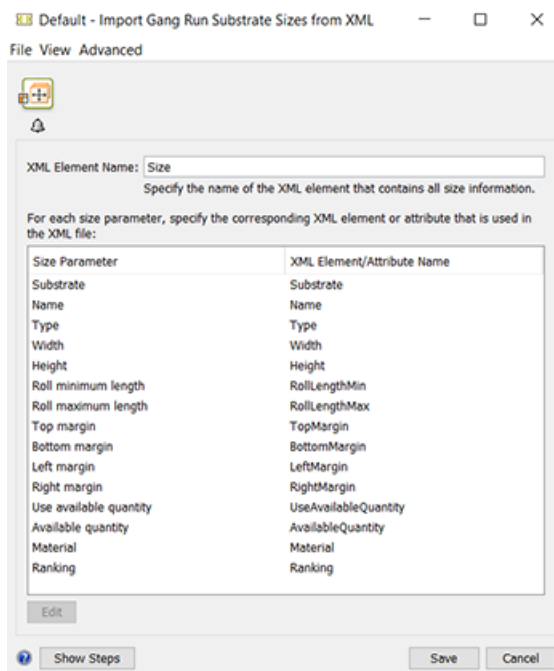 Default - Import Gang Run Substrate Sizes from XML
File View Advanced
XML Element Name: Size
Specify the name of the XML element that contains all size information.
For each size parameter, specify the corresponding XML element or attribute that is used in
the XML file:
Size Parameter XML Element/Attribute Name
Substrate Substrate
Name Name
Type Type
Width Width
Height Height
Roll minimum length RollLengthMin
Roll maximum length RollLengthMax
Top margin TopMargin
Bottom margin BottomMargin
Left margin LeftMargin
Right margin RightMargin
Use available quantity UseAvailableQuantity
Available quantity AvailableQuantity
Material Material
Ranking Ranking
Edit
Show Steps Save Cancel